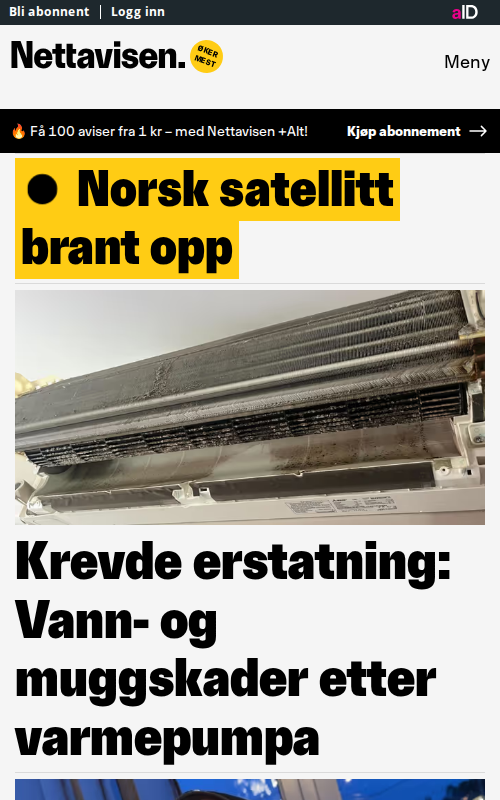 Bli abonnent
Logg inn
aID
Nettavisen.
ØKER
MEST
Meny
🔥 Få 100 aviser fra 1 kr – med Nettavisen +Alt!
Kjøp abonnement →
Norsk satellitt
brant opp
Krevde erstatning:
Vann- og
muggskader etter
varmepumpa